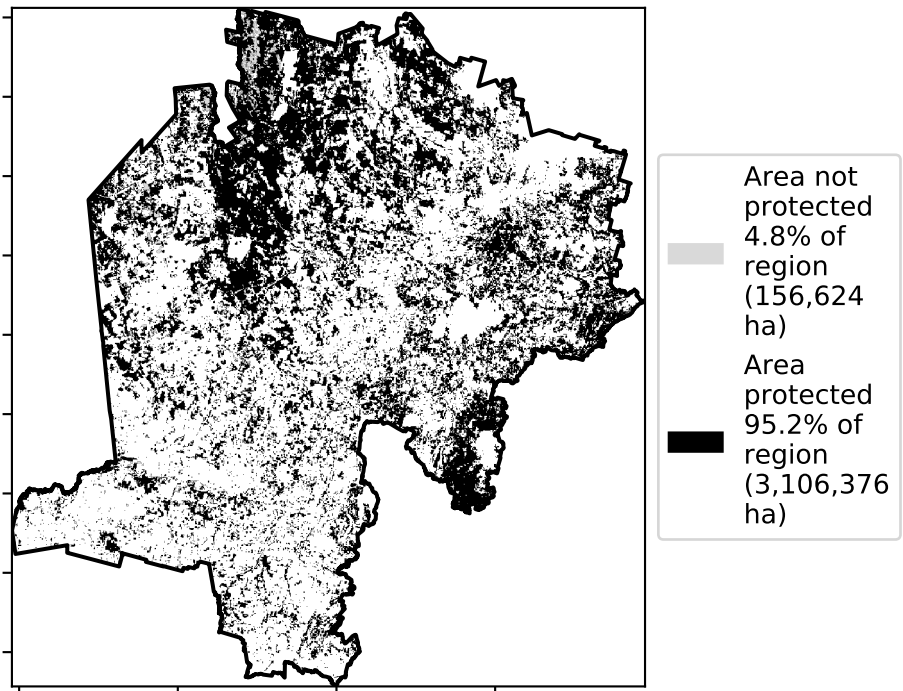 Area not
protected
4.8% of
region
(156,624
ha)
Area
protected
95.2% of
region
(3,106,376
ha)